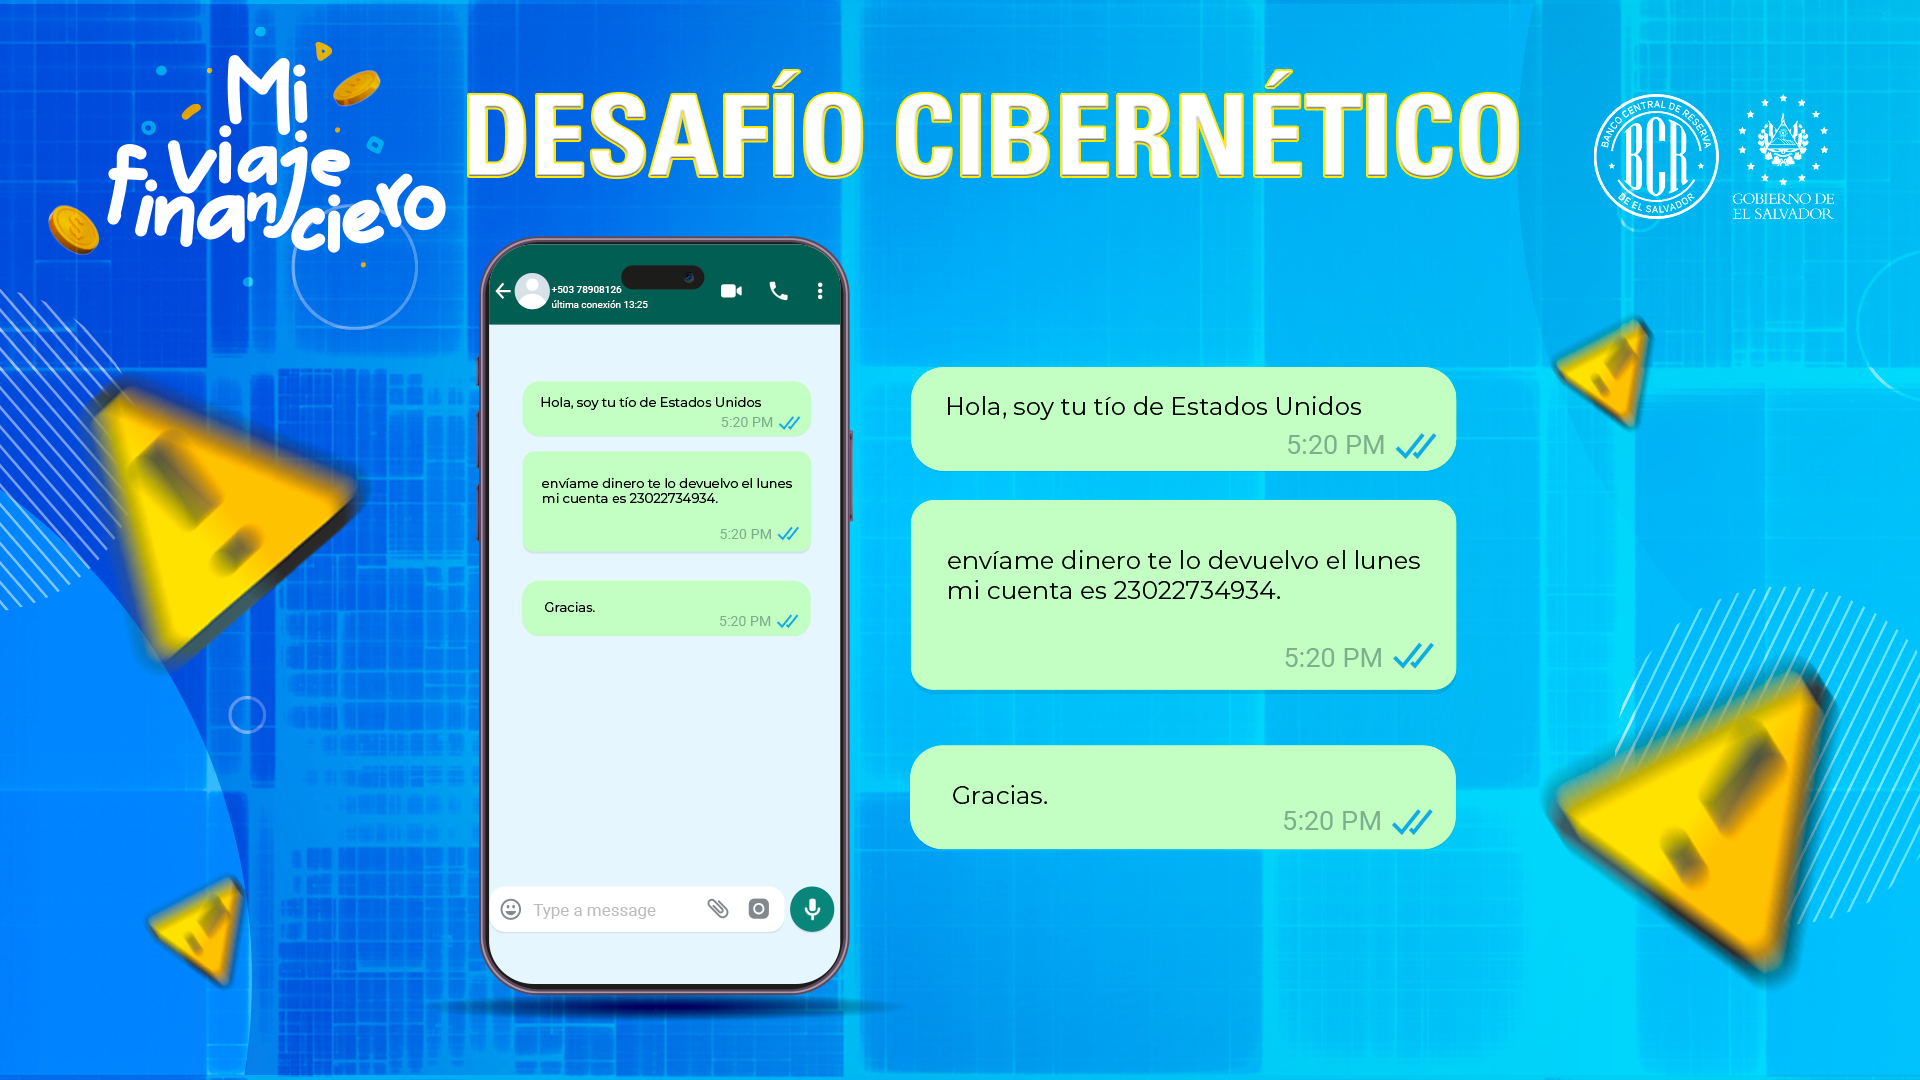 Mi
viaje
financiero
DESAFÍO CIBERNÉTICO
BANCO CENTRAL DE RESERVA
BCR
DE EL SALVADOR
GOBIERNO DE
EL SALVADOR
+503 78908126
última conexión 13:25
Hola, soy tu tío de Estados Unidos
5:20 PM
envíame dinero te lo devuelvo el lunes
mi cuenta es 23022734934.
5:20 PM
Gracias.
5:20 PM
Type a message
Hola, soy tu tío de Estados Unidos
5:20 PM
envíame dinero te lo devuelvo el lunes
mi cuenta es 23022734934.
5:20 PM
Gracias.
5:20 PM